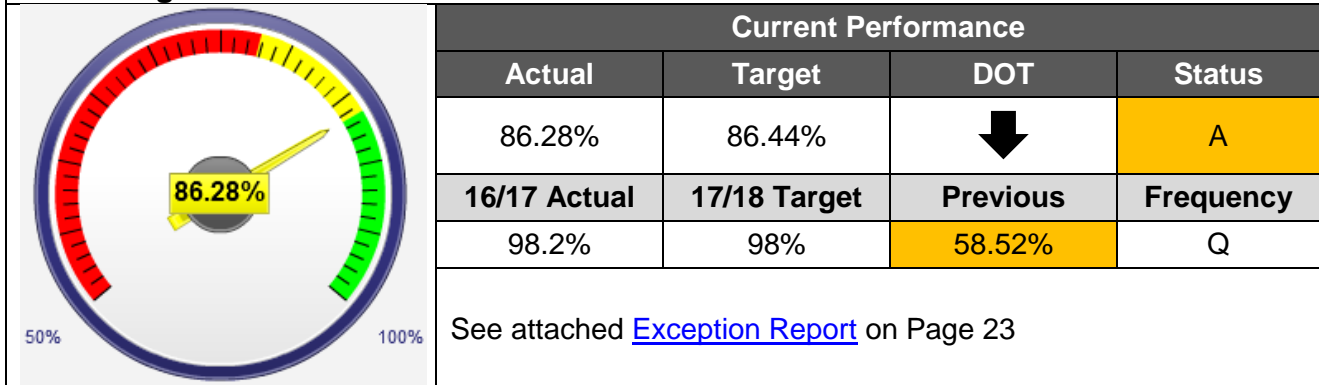 Current Performance
Actual Target DOT Status
86.28% 86.44% A
16/17 Actual 17/18 Target Previous Frequency
98.2% 98% 58.52% Q
See attached Exception Report on Page 23
86.28%
50% 100%